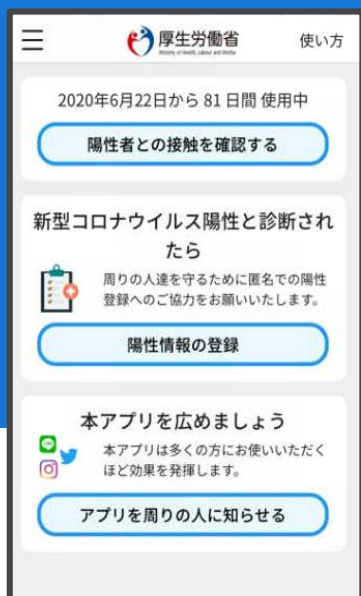 厚生労働省
Ministry of Health, Labour and Welfare
使い方
2020年6月22日から 81 日間 使用中
陽性者との接触を確認する
新型コロナウイルス陽性と診断され
たら
周りの人達を守るために匿名での陽性
登録へのご協力をお願いいたします。
陽性情報の登録
本アプリを広めましょう
LINE
本アプリは多くの方にお使いいただく
ほど効果を発揮します。
アプリを周りの人に知らせる